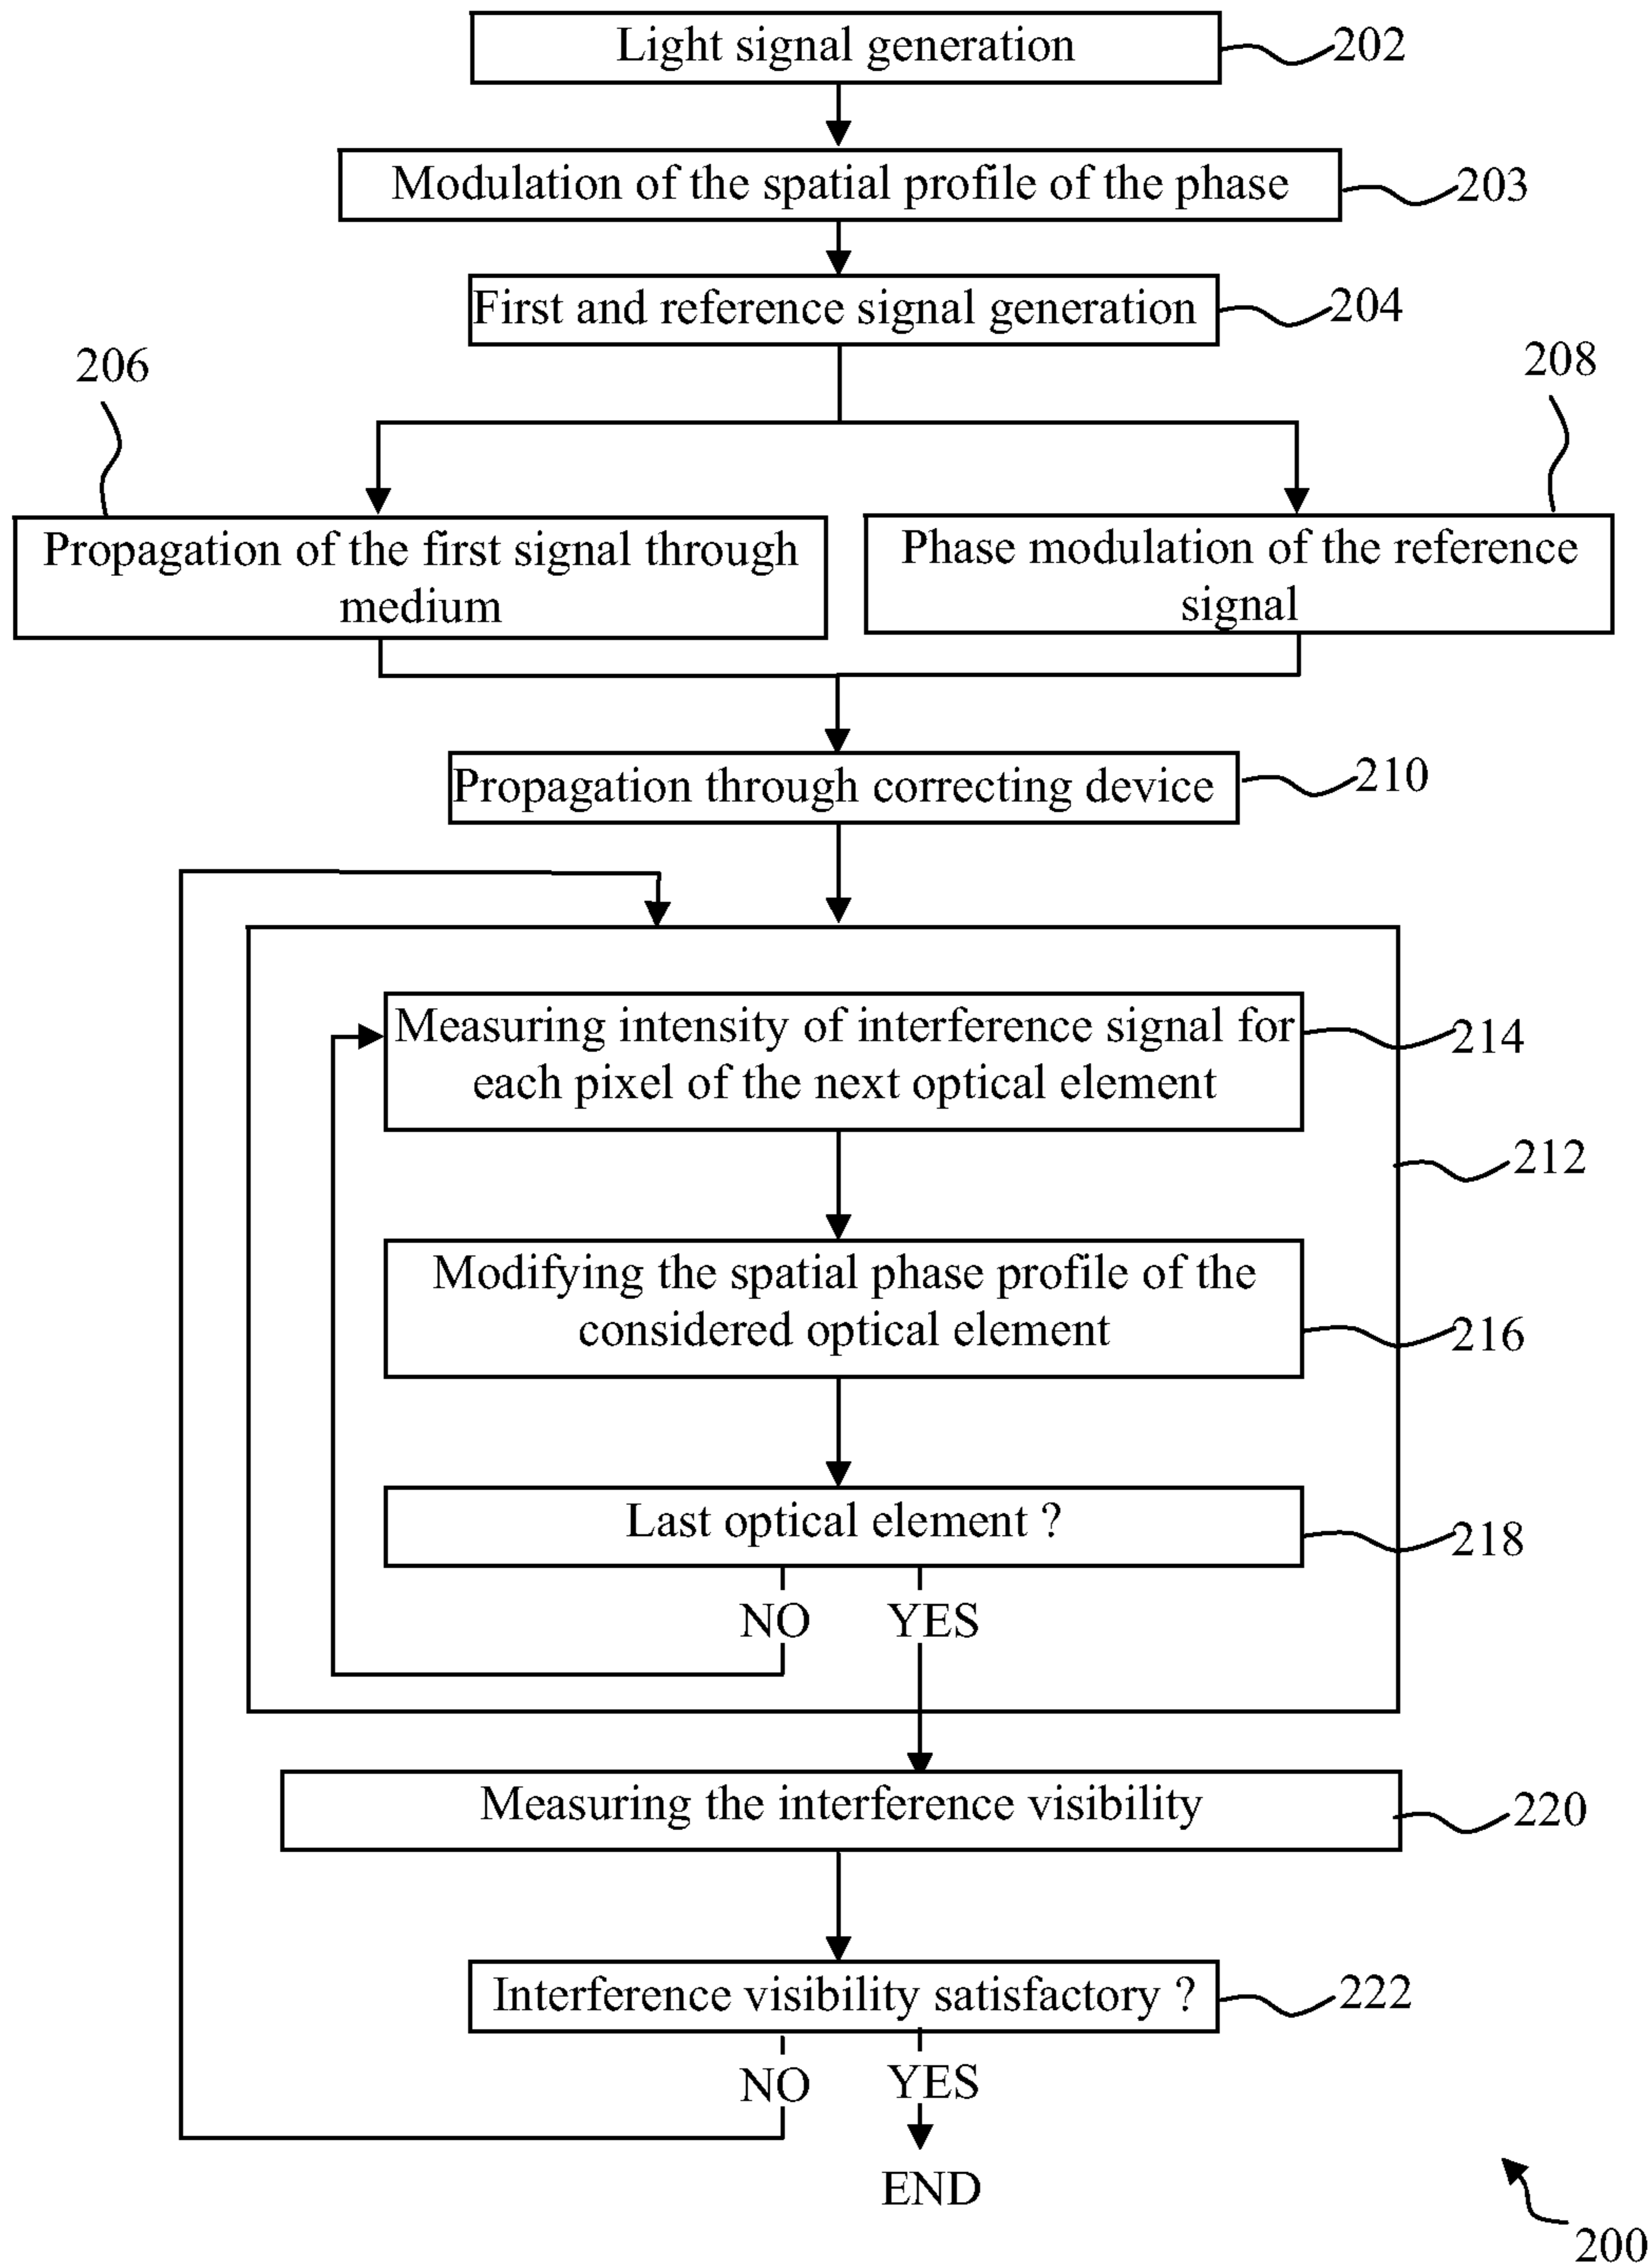 Light signal generation
202
Modulation of the spatial profile of the phase
203
First and reference signal generation
204
206
208
Propagation of the first signal through
medium
Phase modulation of the reference
signal
Propagation through correcting device
210
Measuring intensity of interference signal for
each pixel of the next optical element
214
212
Modifying the spatial phase profile of the
considered optical element
216
Last optical element ?
218
NO
YES
Measuring the interference visibility
220
Interference visibility satisfactory ?
222
NO
YES
END
200